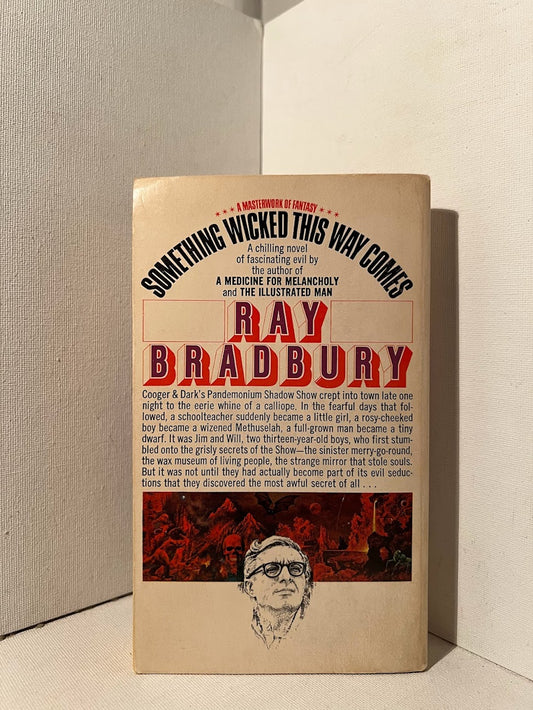 *** A MASTERWORK OF FANTASY ***
SOMETHING WICKED THIS WAY COMES
A chilling novel
of fascinating evil by
the author of
A MEDICINE FOR MELANCHOLY
and THE ILLUSTRATED MAN
RAY
BRADBURY
Cooger & Dark's Pandemonium Shadow Show crept into town late one
night to the eerie whine of a calliope. In the fearful days that fol-
lowed, a schoolteacher suddenly became a little girl, a rosy-cheeked
boy became a wizened Methuselah, a full-grown man became a tiny
dwarf. It was Jim and Will, two thirteen-year-old boys, who first stum-
bled onto the grisly secrets of the Show—the sinister merry-go-round,
the wax museum of living people, the strange mirror that stole souls.
But it was not until they had actually become part of its evil seduc-
tions that they discovered the most awful secret of all . . .